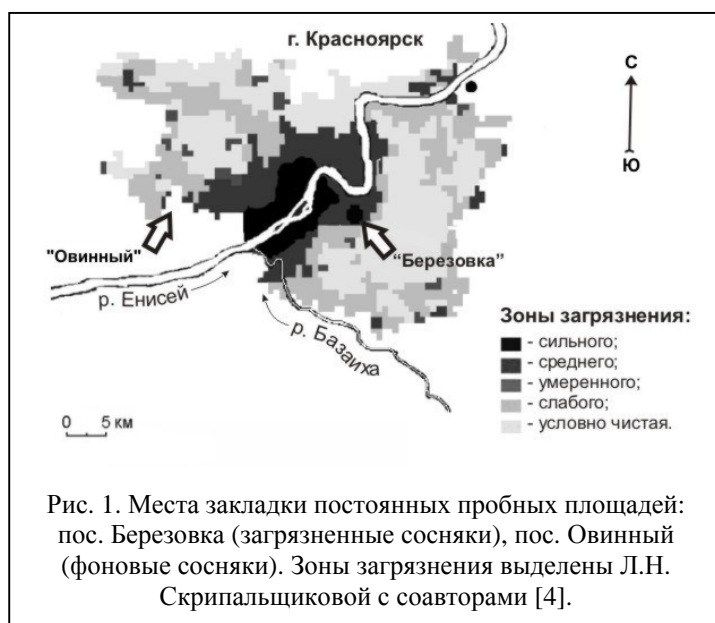 г. Красноярск
С
Ю
"Овинный"
“Березовка”
р. Енисей
р. Базаиха
Зоны загрязнения:
- сильного;
- среднего;
- умеренного;
- слабого;
- условно чистая.
0 5 км
Рис. 1. Места закладки постоянных пробных площадей:
пос. Березовка (загрязненные сосняки), пос. Овинный
(фоновые сосняки). Зоны загрязнения выделены Л.Н.
Скрипальщиковой с соавторами [4].